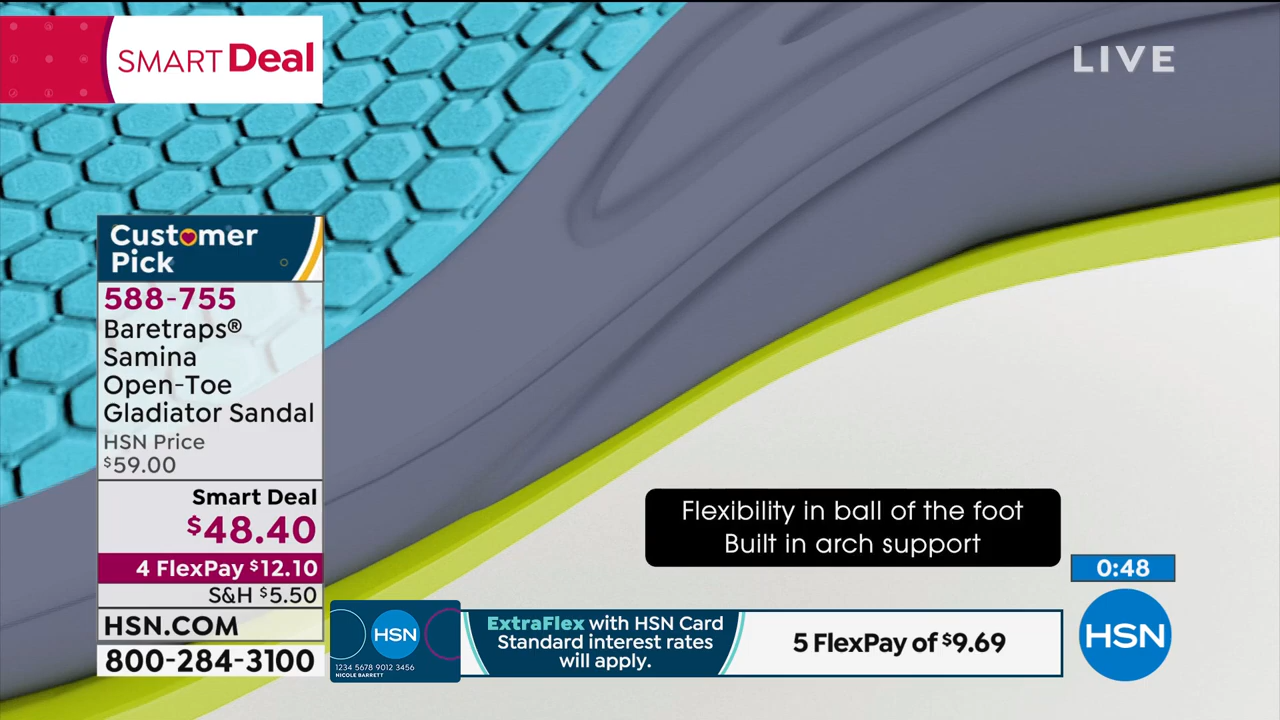 SMART Deal
LIVE
Customer
Pick
588-755
Baretraps®
Samina
Open-Toe
Gladiator Sandal
HSN Price
$59.00
Smart Deal
$48.40
4 FlexPay $12.10
S&H $5.50
HSN.COM
800-284-3100
Flexibility in ball of the foot
Built in arch support
0:48
HSN
1234 5678 9012 3456
NICOLE BARRETT
ExtraFlex with HSN Card
Standard interest rates
will apply.
5 FlexPay of $9.69
HSN